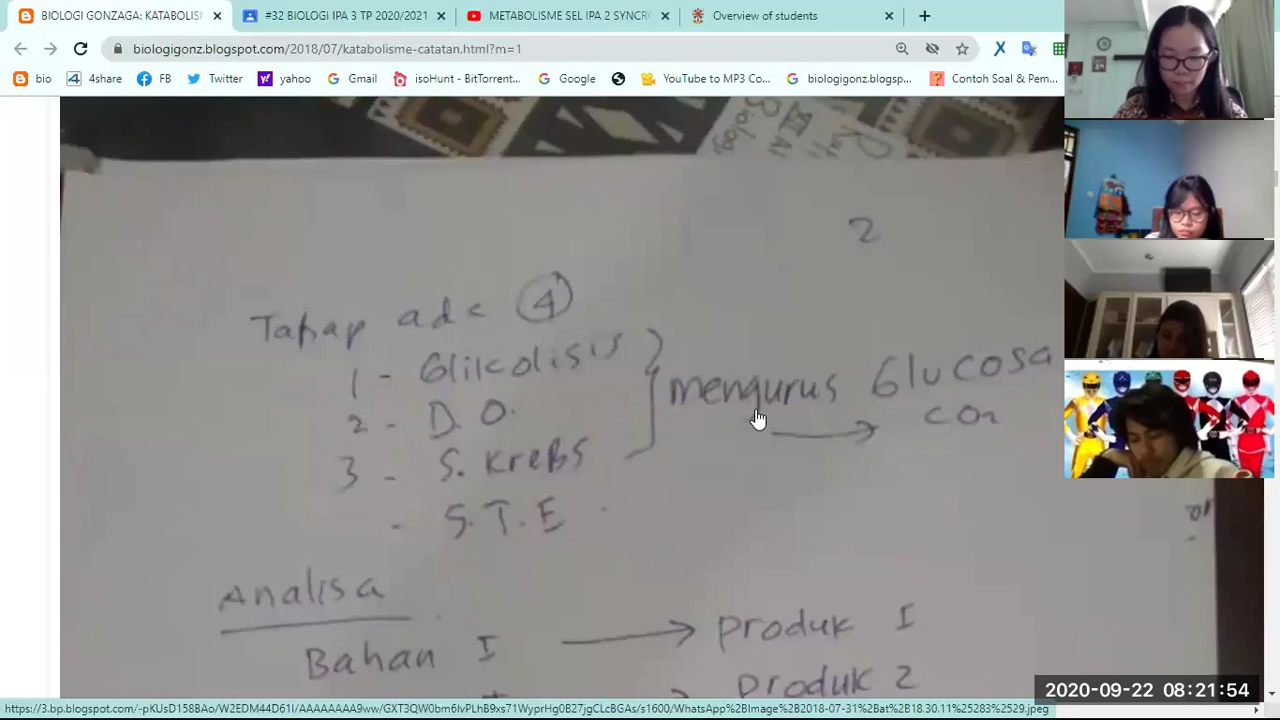 BIOLOGI GONZAGA: KATABOLIS
#32 BIOLOGI IPA 3 TP 2020/2021
METABOLISME SEL IPA 2 SYNCR
Overview of students
biologigonz.blogspot.com/2018/07/katabolisme-catatan.html?m=1
bio
4share
FB
Twitter
yahoo
Gmail
isoHunt - BitTorrent...
Google
YouTube to MP3 Co...
biologigonz.blogsp...
Contoh Soal & Pem...
Biolog
2
Tahap ada 4
1 - Glikolisis
2 - D.O.
3 - S. Krebs
- S.T.E
mengurus Glucosa
CO2
Analisa
Bahan I → produk I
produk 2
2020-09-22 08:21:54